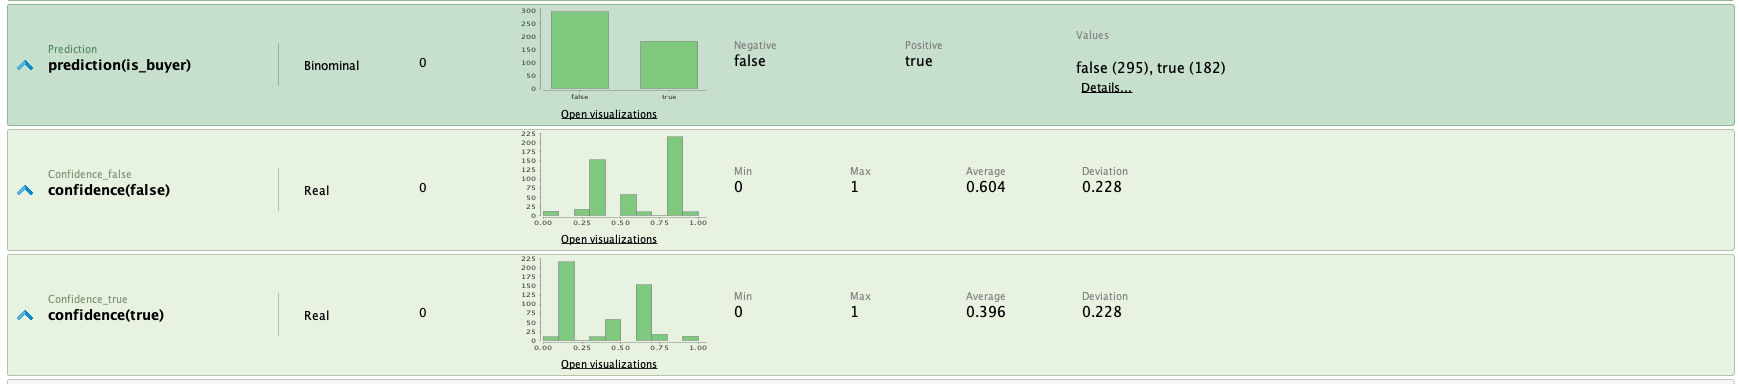 Prediction
prediction(is_buyer)
Binominal
0
300
250
200
150
100
50
0
false true
Open visualizations
Negative
false
Positive
true
Values
false (295), true (182)
Details...
Confidence_false
confidence(false)
Real
0
225
200
175
150
125
100
75
50
25
0
0.00 0.25 0.50 0.75 1.00
Open visualizations
Min
0
Max
1
Average
0.604
Deviation
0.228
Confidence_true
confidence(true)
Real
0
225
200
175
150
125
100
75
50
25
0
0.00 0.25 0.50 0.75 1.00
Open visualizations
Min
0
Max
1
Average
0.396
Deviation
0.228